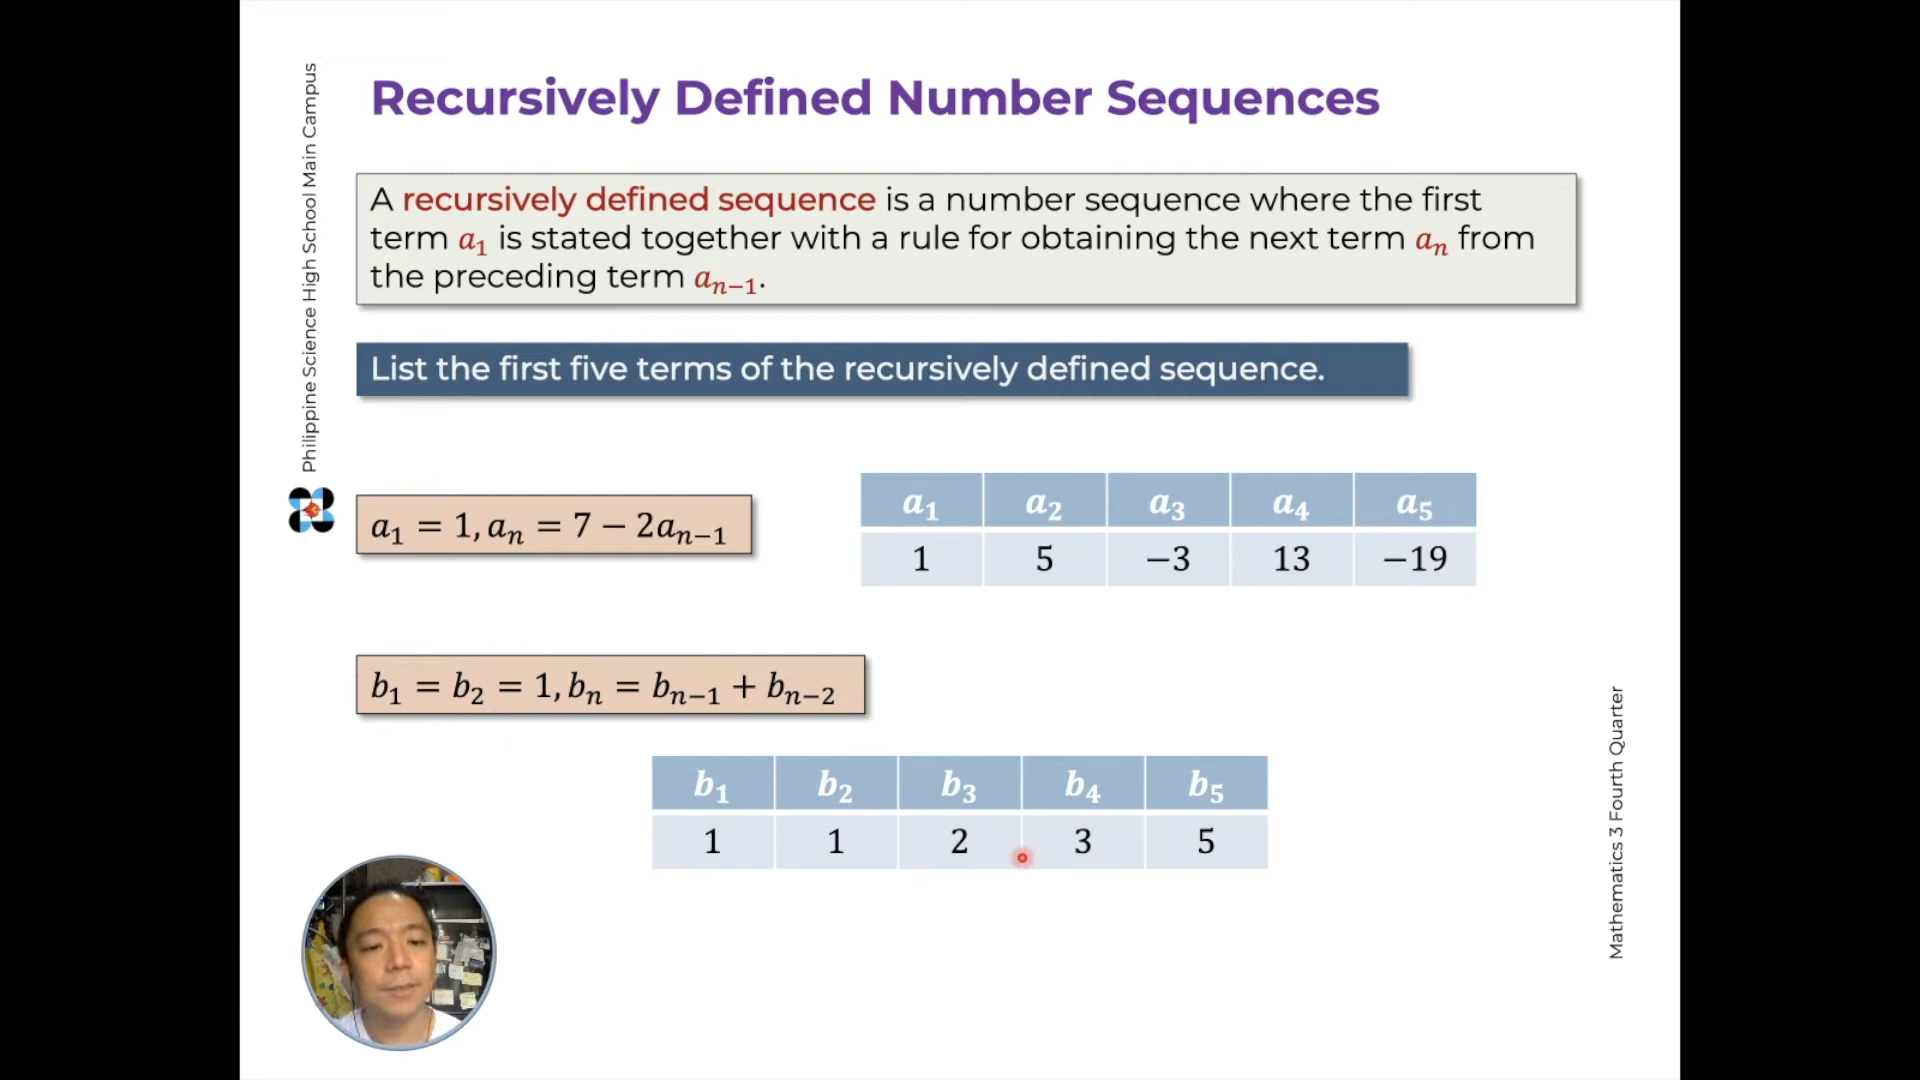 Philippine Science High School Main Campus
Recursively Defined Number Sequences
A recursively defined sequence is a number sequence where the first
term a₁ is stated together with a rule for obtaining the next term aₙ from
the preceding term aₙ₋₁.
List the first five terms of the recursively defined sequence.
a₁ = 1, aₙ = 7 − 2aₙ₋₁
a₁ a₂ a₃ a₄ a₅
1 5 −3 13 −19
b₁ = b₂ = 1, bₙ = bₙ₋₁ + bₙ₋₂
b₁ b₂ b₃ b₄ b₅
1 1 2 3 5
Mathematics 3 Fourth Quarter